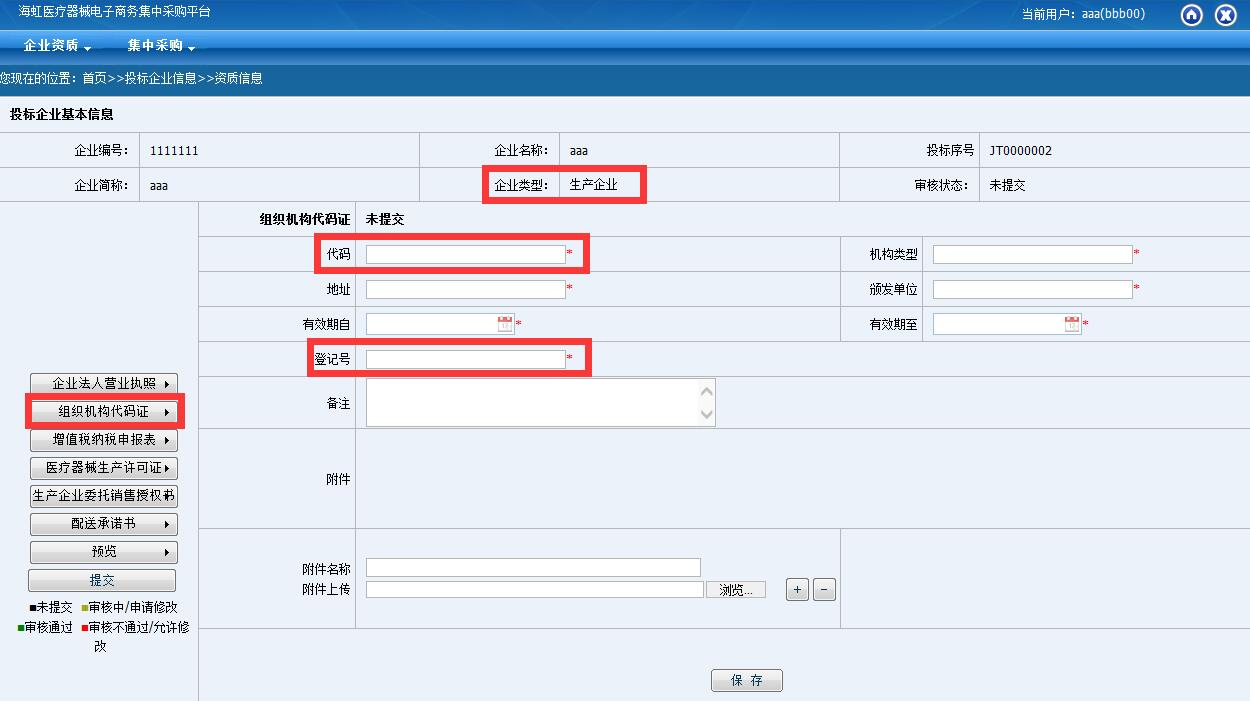 海虹医疗器械电子商务集中采购平台
当前用户：aaa(bbb00)
企业资质 集中采购
您现在的位置：首页>>投标企业信息>>资质信息
投标企业基本信息
企业编号： 1111111 企业名称： aaa 投标序号 JT0000002
企业简称： aaa 企业类型： 生产企业 审核状态： 未提交
组织机构代码证 未提交
代码 * 机构类型 *
地址 * 颁发单位 *
有效期自 * 有效期至 *
登记号 *
备注
附件
附件名称
附件上传 浏览... + -
保 存
企业法人营业执照
组织机构代码证
增值税纳税申报表
医疗器械生产许可证
生产企业委托销售授权书
配送承诺书
预览
提交
■未提交 ■审核中/申请修改
■审核通过 ■审核不通过/允许修
改